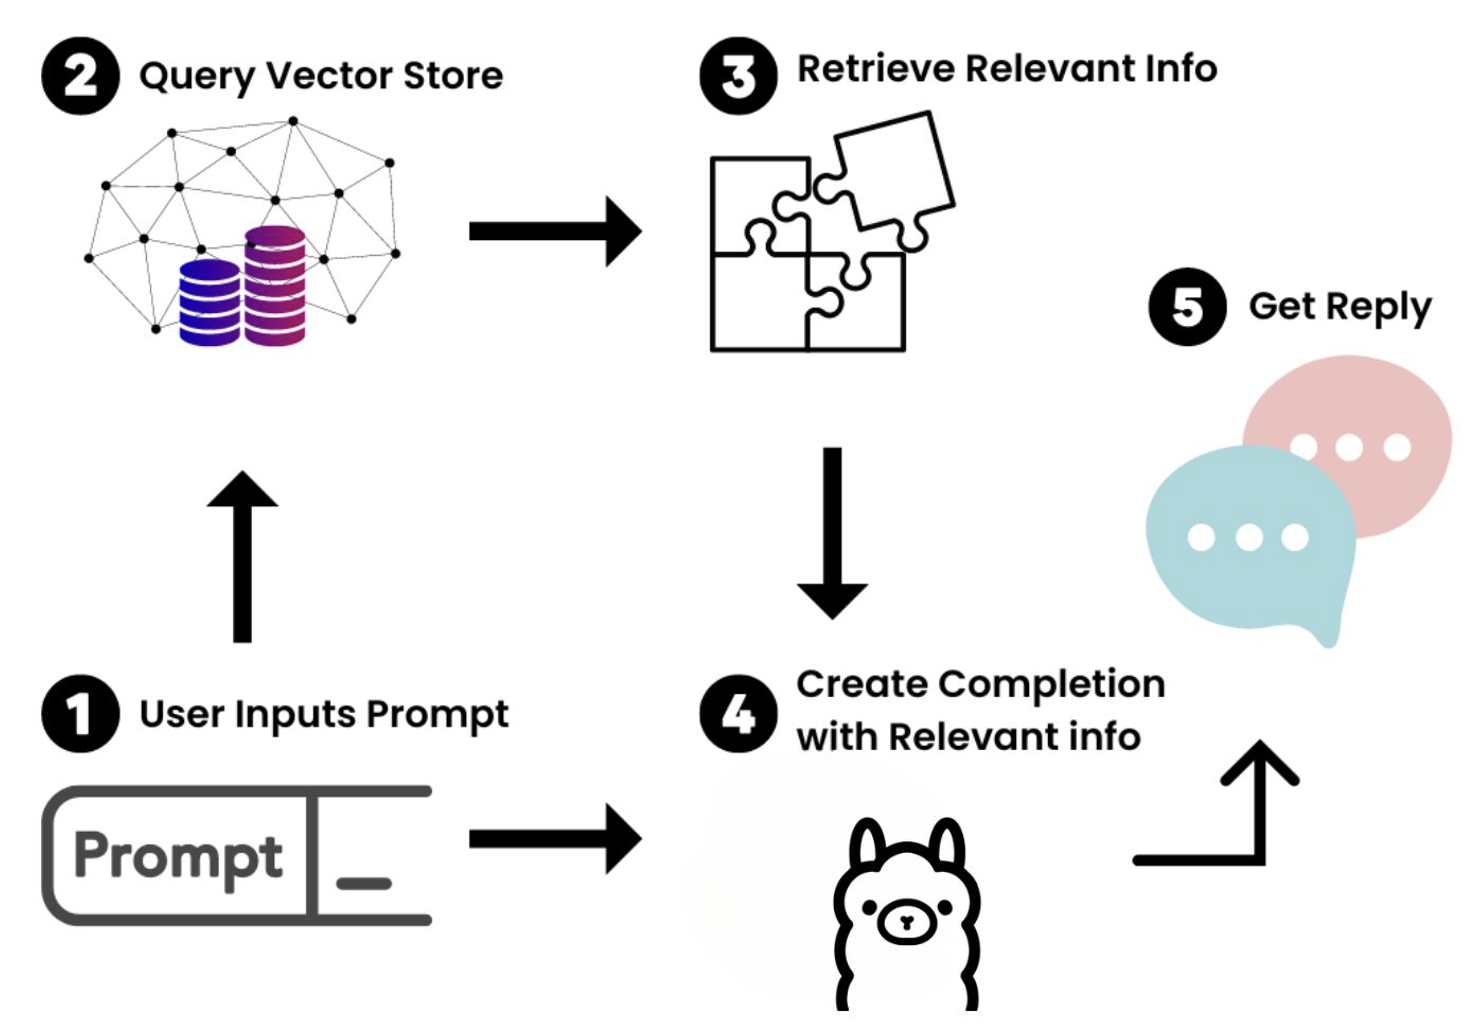 2 Query Vector Store
3 Retrieve Relevant Info
5 Get Reply
1 User Inputs Prompt
4 Create Completion
with Relevant info
Prompt _